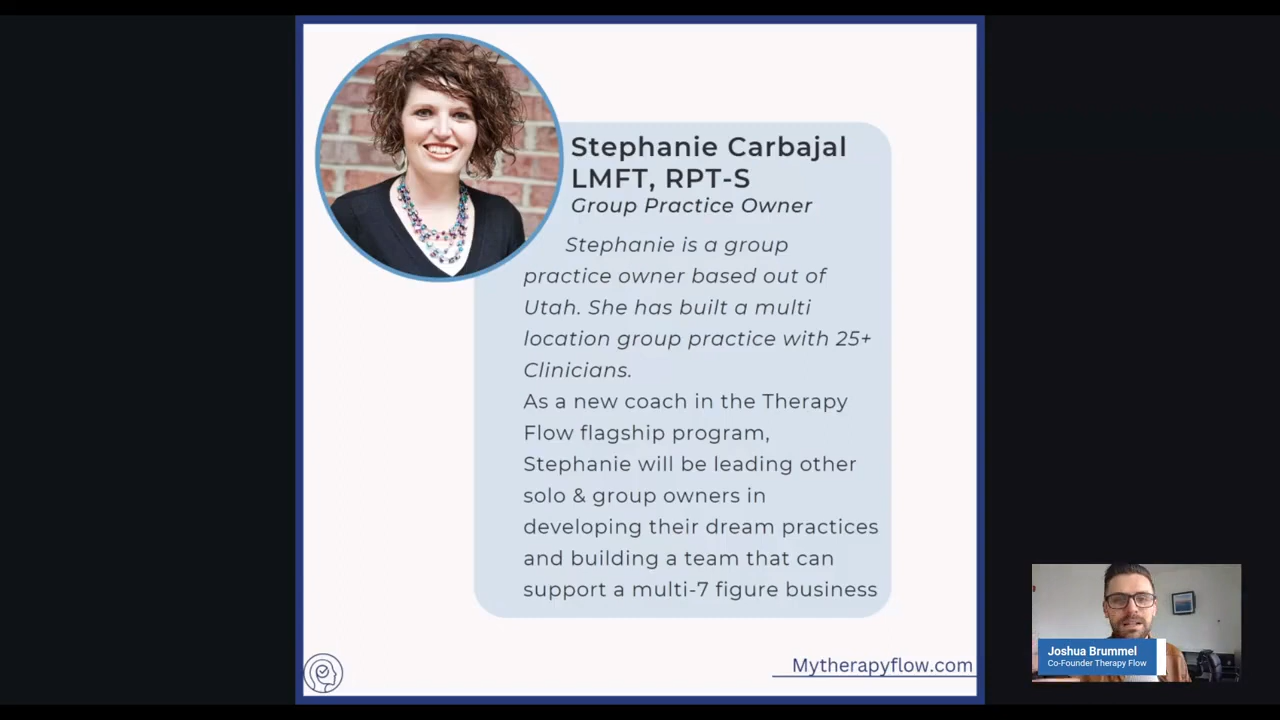 Stephanie Carbajal
LMFT, RPT-S
Group Practice Owner
Stephanie is a group
practice owner based out of
Utah. She has built a multi
location group practice with 25+
Clinicians.
As a new coach in the Therapy
Flow flagship program,
Stephanie will be leading other
solo & group owners in
developing their dream practices
and building a team that can
support a multi-7 figure business
Mytherapyflow.com
Joshua Brummel
Co-Founder Therapy Flow